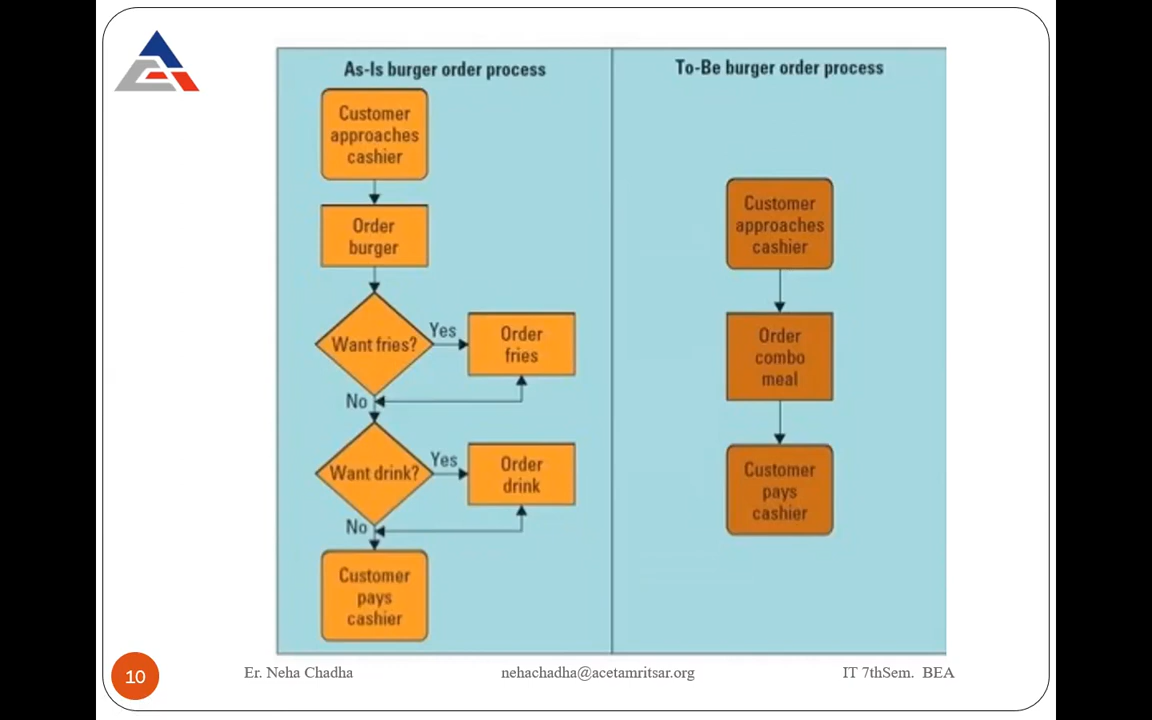 As-Is burger order process
Customer
approaches
cashier
Order
burger
Want fries?
Yes
Order
fries
No
Want drink?
Yes
Order
drink
No
Customer
pays
cashier
To-Be burger order process
Customer
approaches
cashier
Order
combo
meal
Customer
pays
cashier
10
Er. Neha Chadha
nehachadha@acetamritsar.org
IT 7thSem. BEA